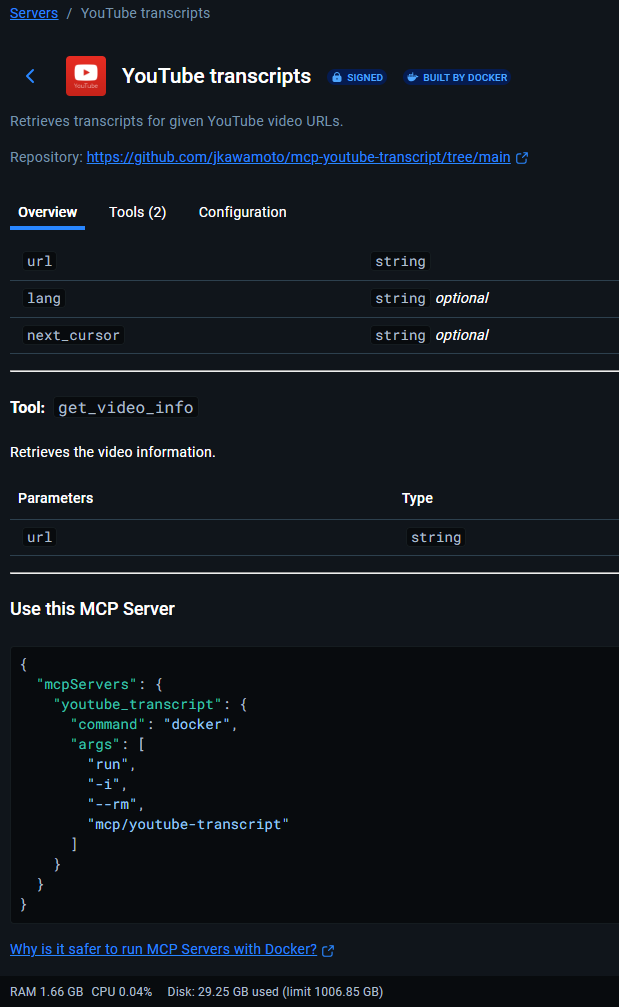 Servers / YouTube transcripts
YouTube
YouTube transcripts SIGNED BUILT BY DOCKER
Retrieves transcripts for given YouTube video URLs.
Repository: https://github.com/jkawamoto/mcp-youtube-transcript/tree/main
Overview Tools (2) Configuration
url string
lang string optional
next_cursor string optional
Tool: get_video_info
Retrieves the video information.
Parameters Type
url string
Use this MCP Server
{
  "mcpServers": {
    "youtube_transcript": {
      "command": "docker",
      "args": [
        "run",
        "-i",
        "--rm",
        "mcp/youtube-transcript"
      ]
    }
  }
}
Why is it safer to run MCP Servers with Docker?
RAM 1.66 GB CPU 0.04% Disk: 29.25 GB used (limit 1006.85 GB)